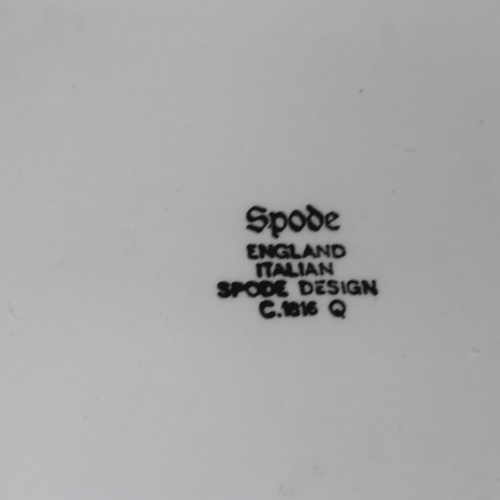 Spode
ENGLAND
ITALIAN
SPODE DESIGN
C.1816 Q